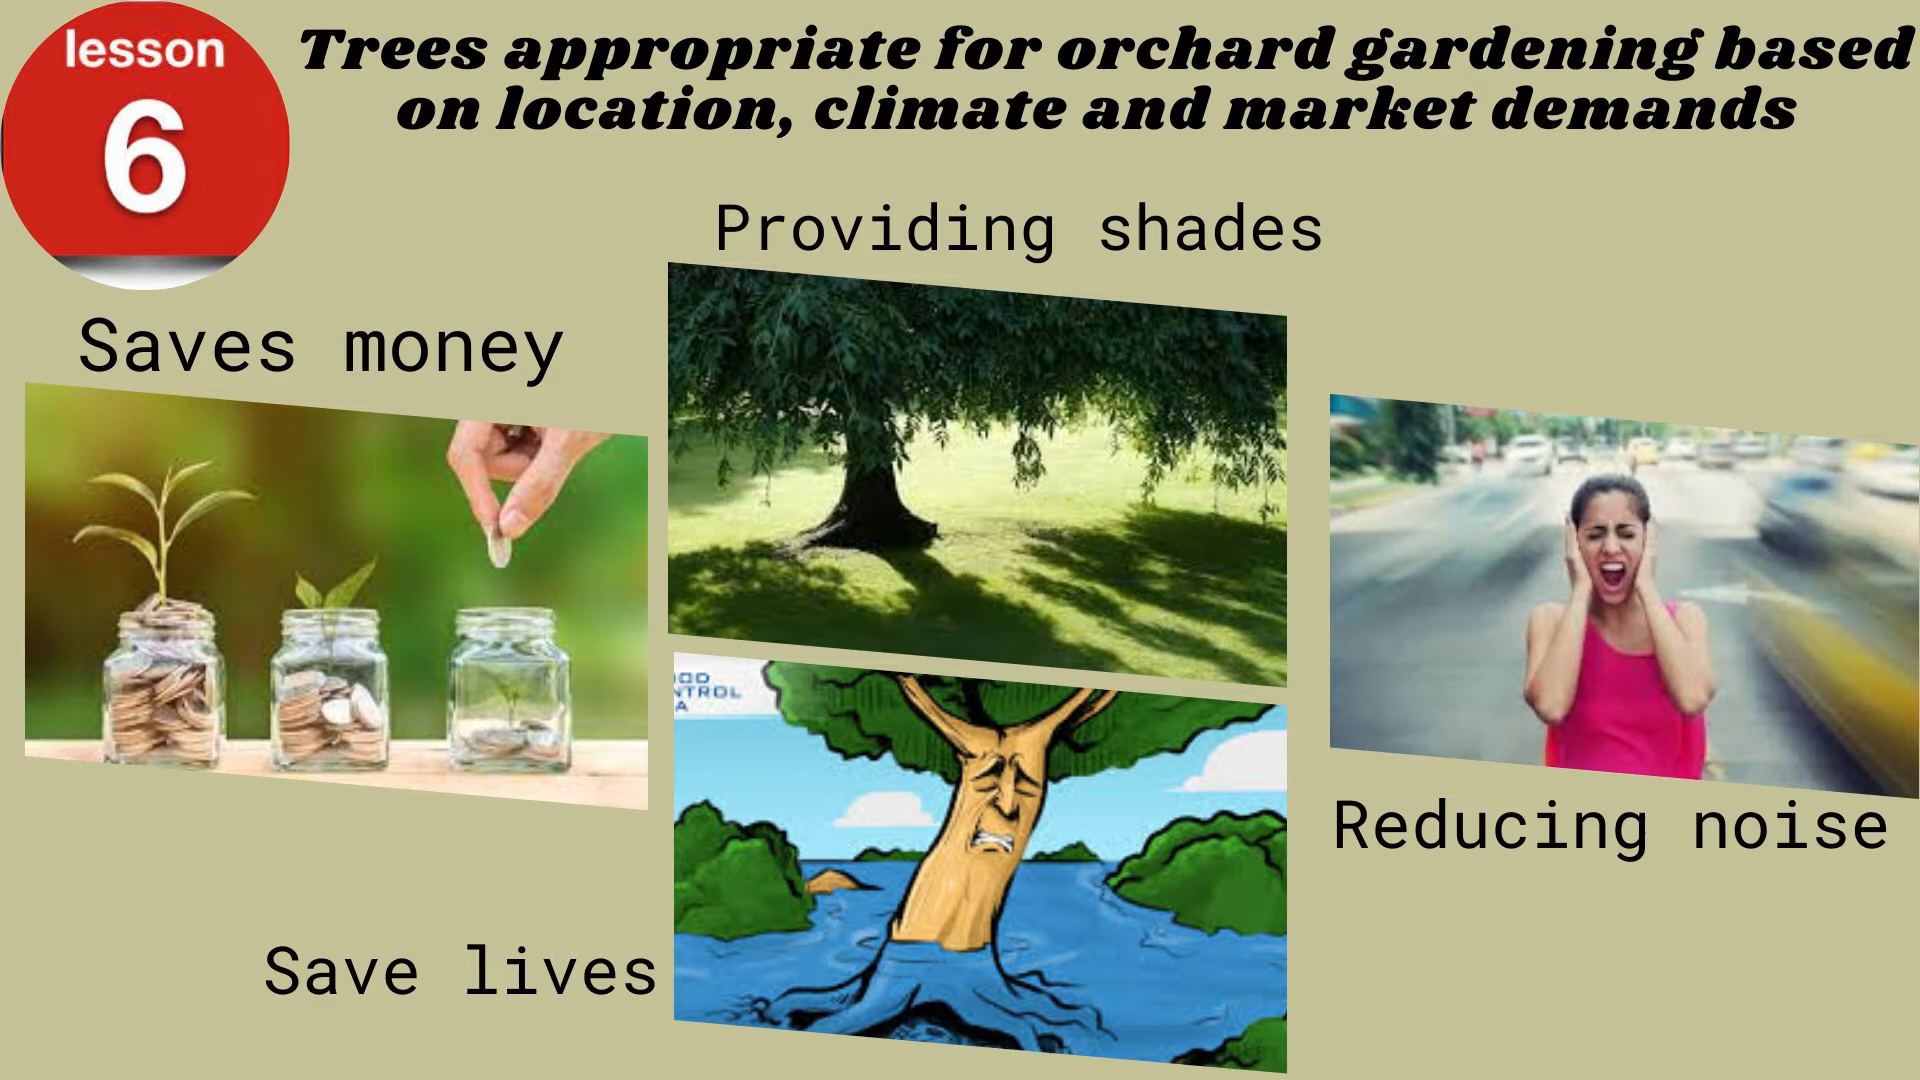 lesson
6
Trees appropriate for orchard gardening based
on location, climate and market demands
Providing shades
Saves money
Reducing noise
Save lives